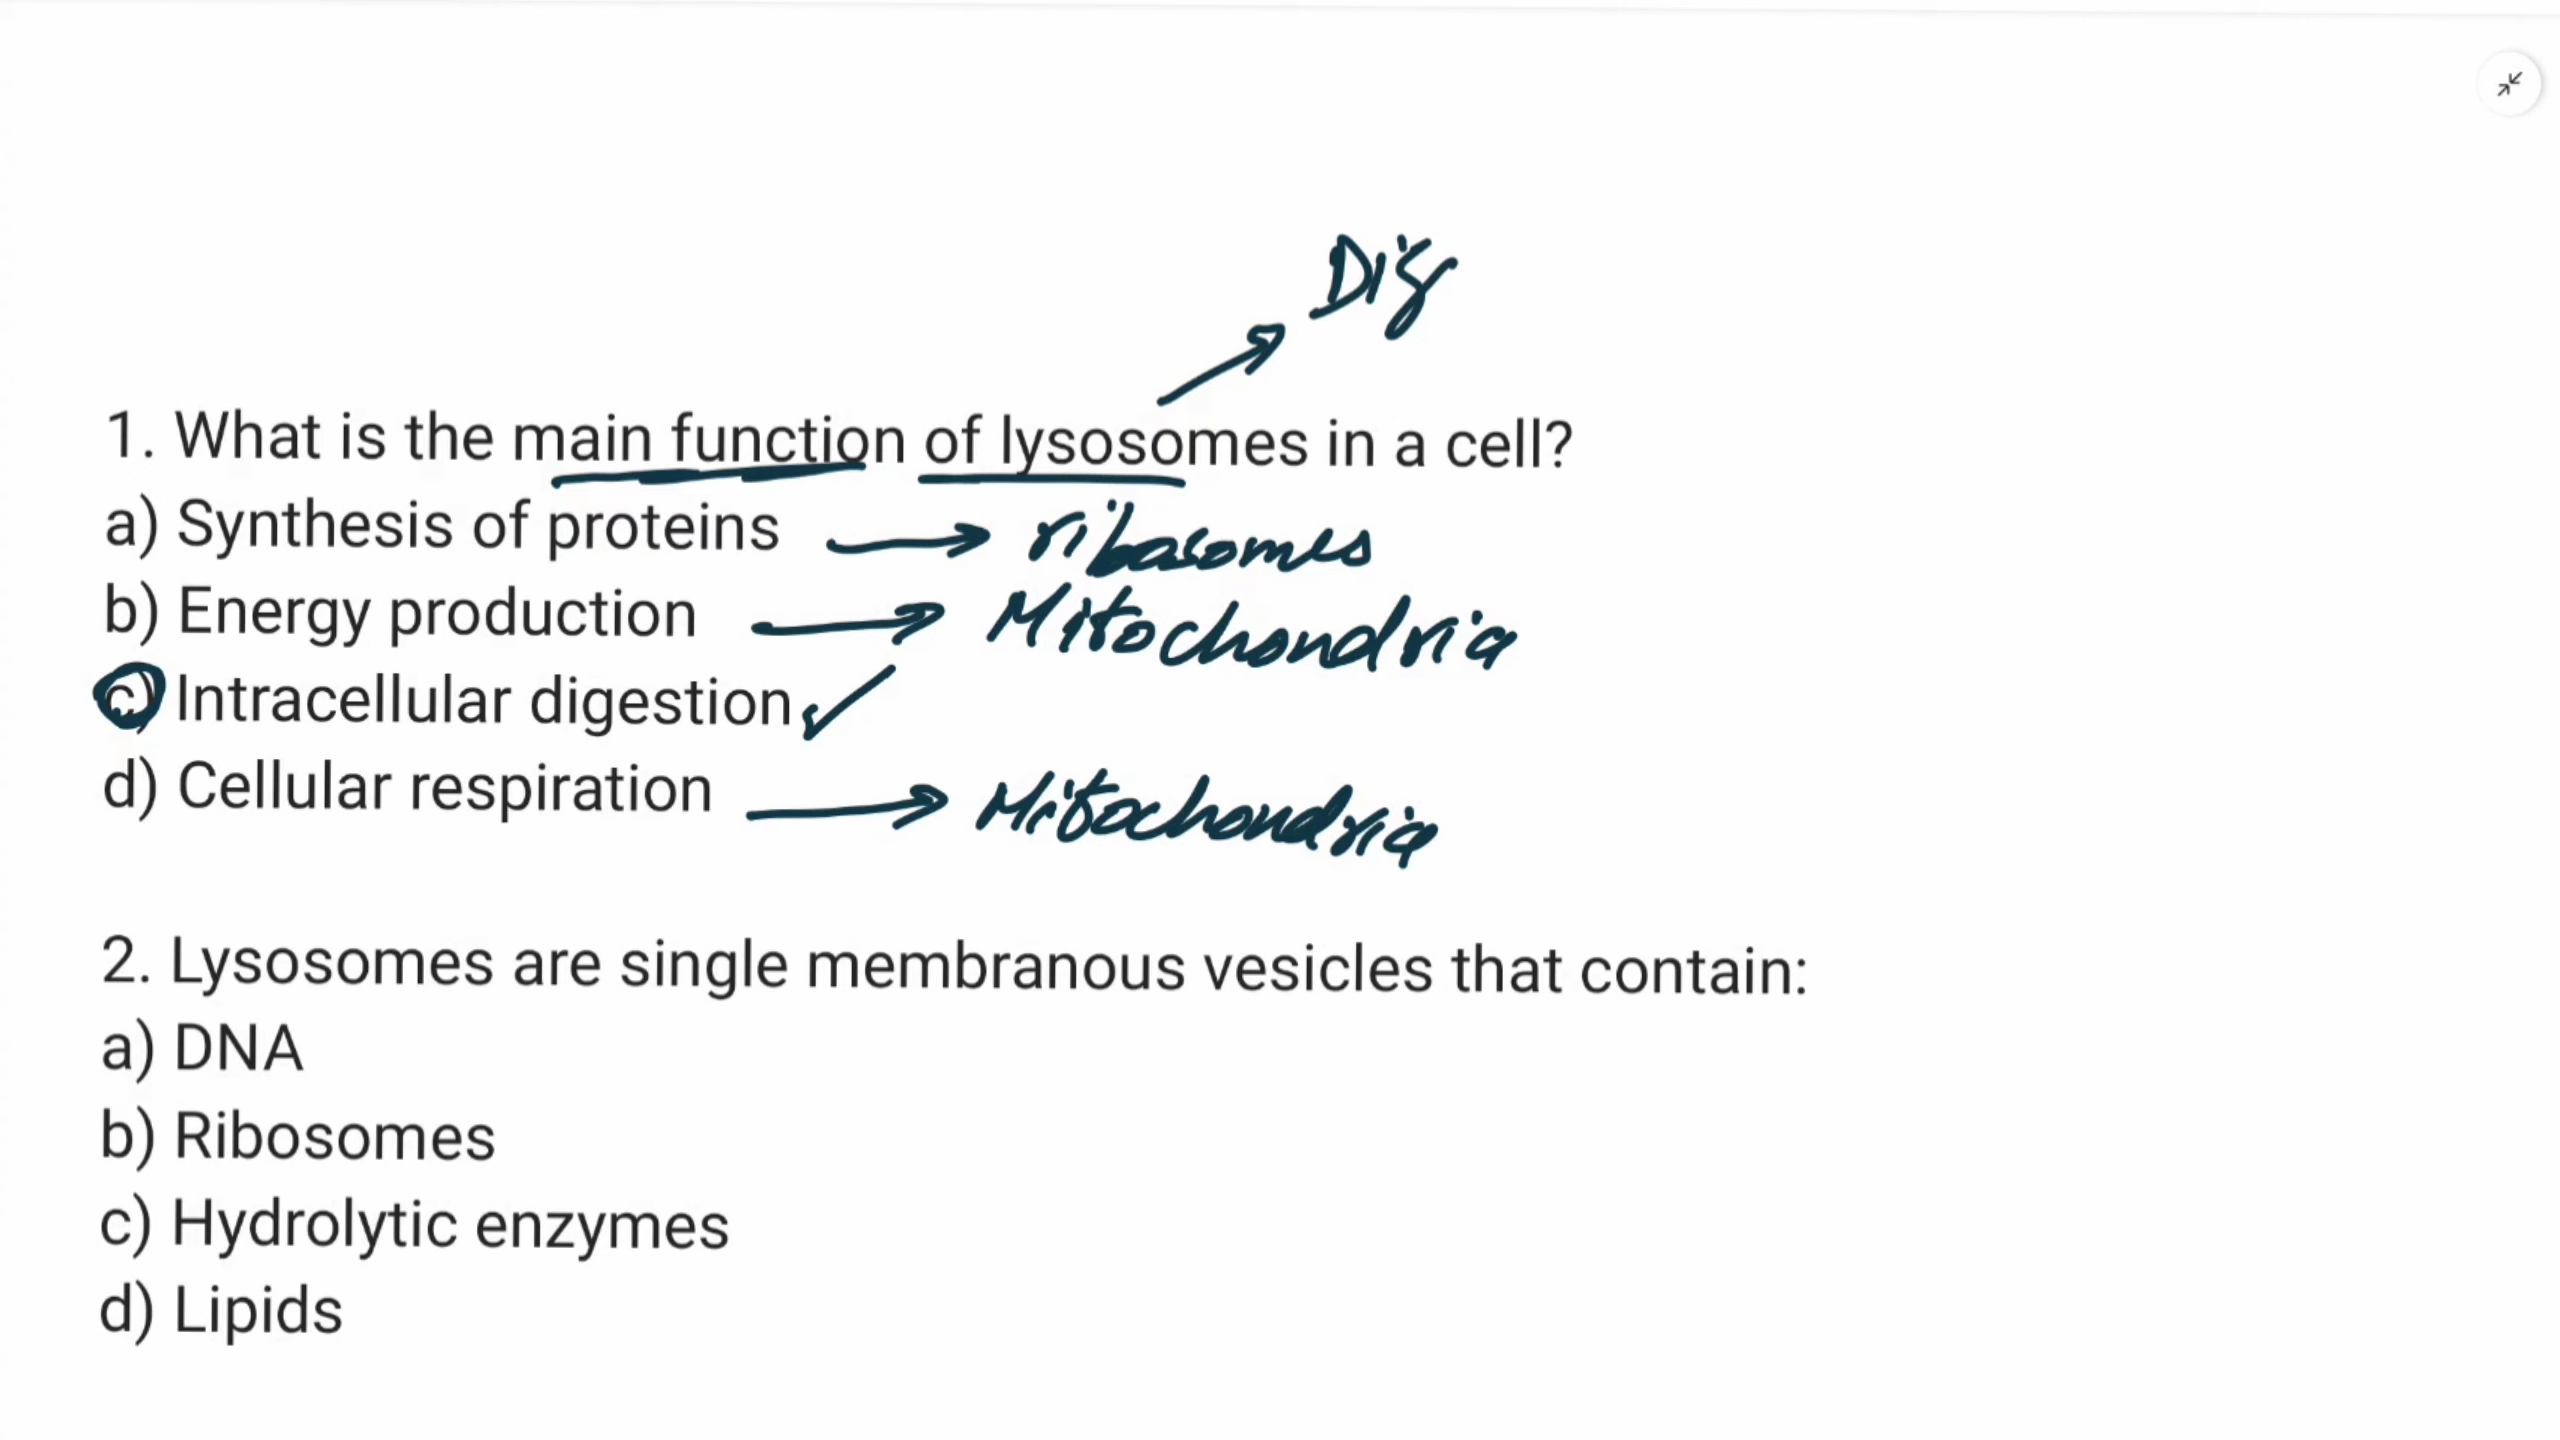 Dig
1. What is the main function of lysosomes in a cell?
a) Synthesis of proteins → ribosomes
b) Energy production → Mitochondria
c) Intracellular digestion ✓
d) Cellular respiration → Mitochondria
2. Lysosomes are single membranous vesicles that contain:
a) DNA
b) Ribosomes
c) Hydrolytic enzymes
d) Lipids